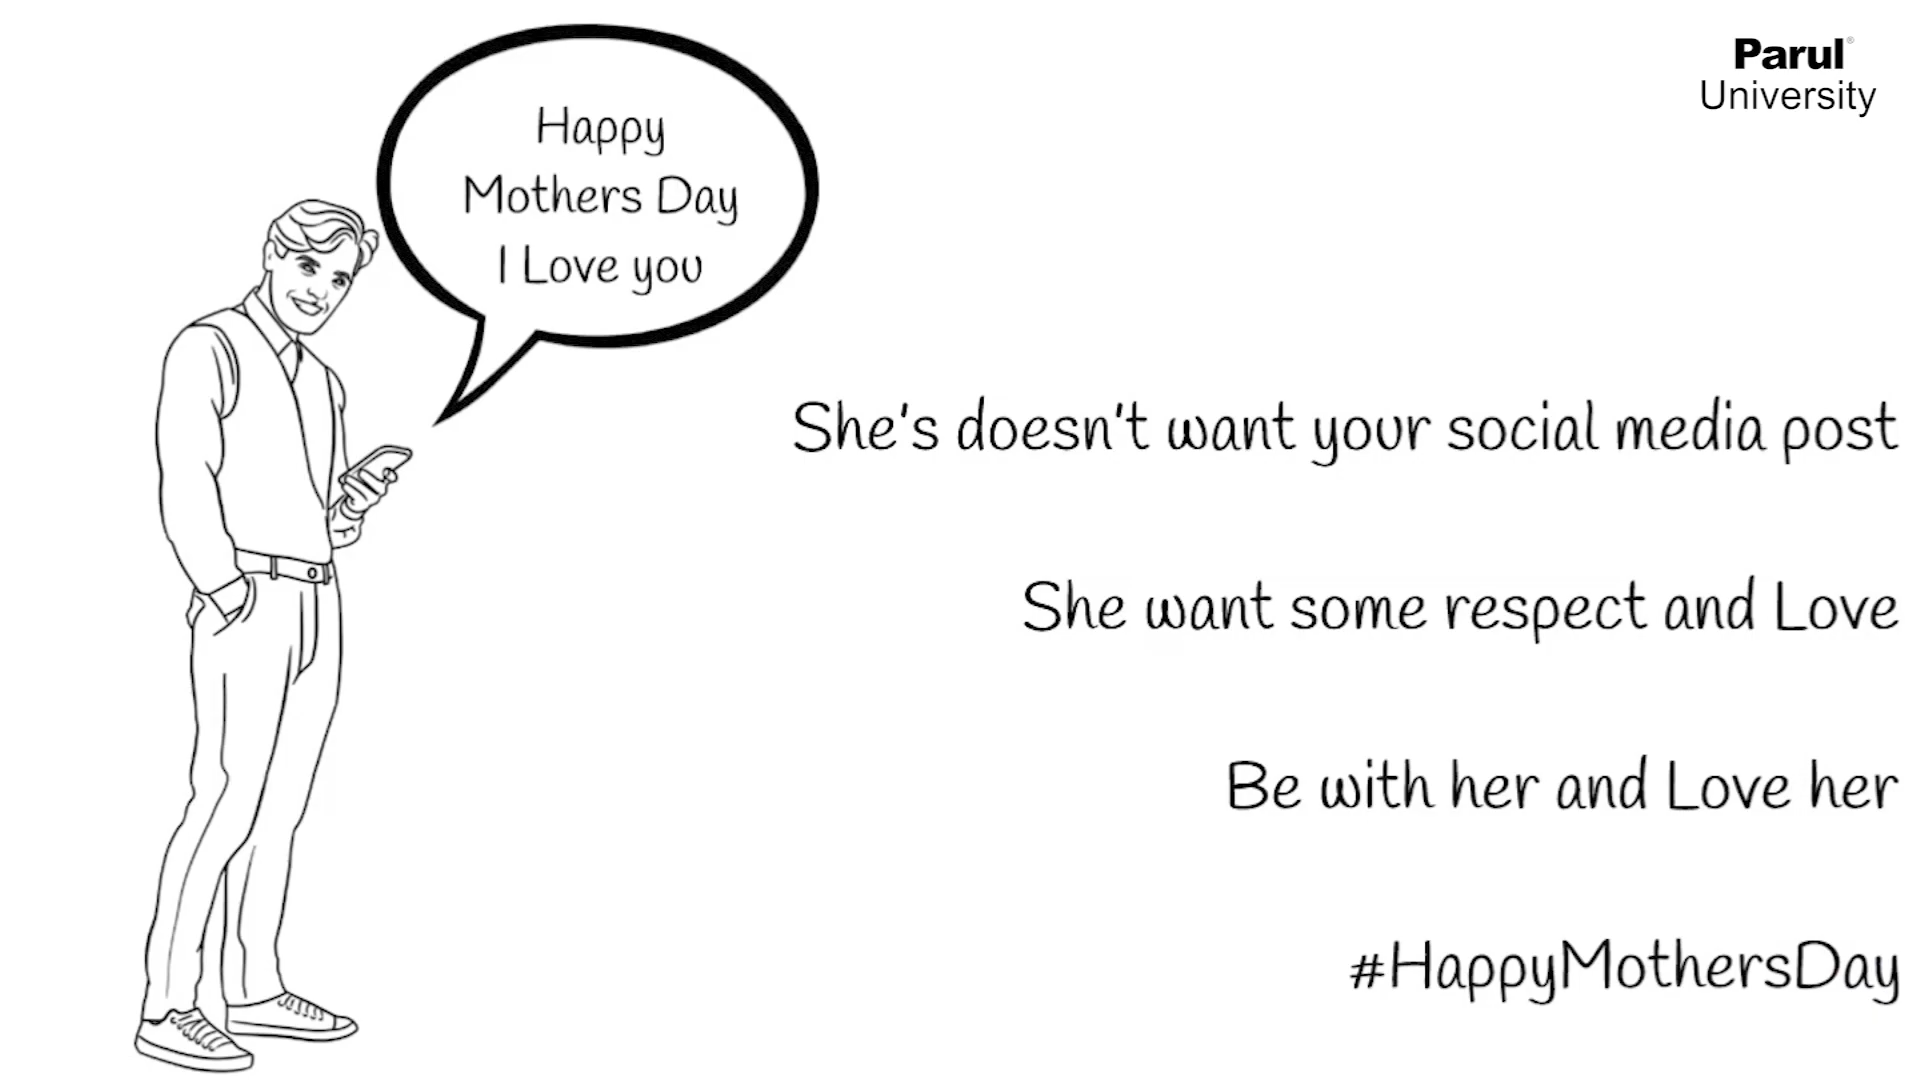 Parul®
University
Happy
Mothers Day
I Love you
She's doesn't want your social media post
She want some respect and Love
Be with her and Love her
#HappyMothersDay